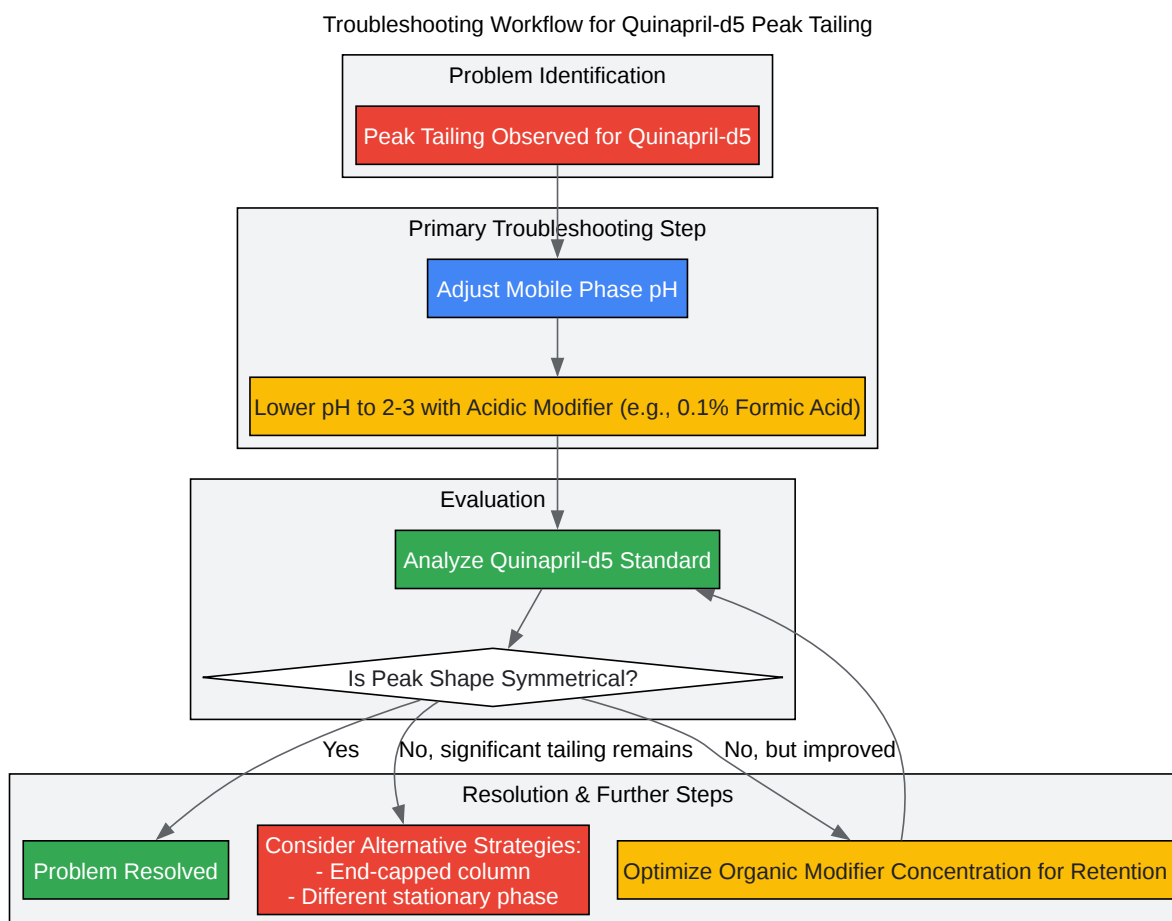 Troubleshooting Workflow for Quinapril-d5 Peak Tailing
Problem Identification
Peak Tailing Observed for Quinapril-d5
Primary Troubleshooting Step
Adjust Mobile Phase pH
Lower pH to 2-3 with Acidic Modifier (e.g., 0.1% Formic Acid)
Evaluation
Analyze Quinapril-d5 Standard
Is Peak Shape Symmetrical?
Yes
No, significant tailing remains
No, but improved
Resolution & Further Steps
Problem Resolved
Consider Alternative Strategies:
- End-capped column
- Different stationary phase
Optimize Organic Modifier Concentration for Retention